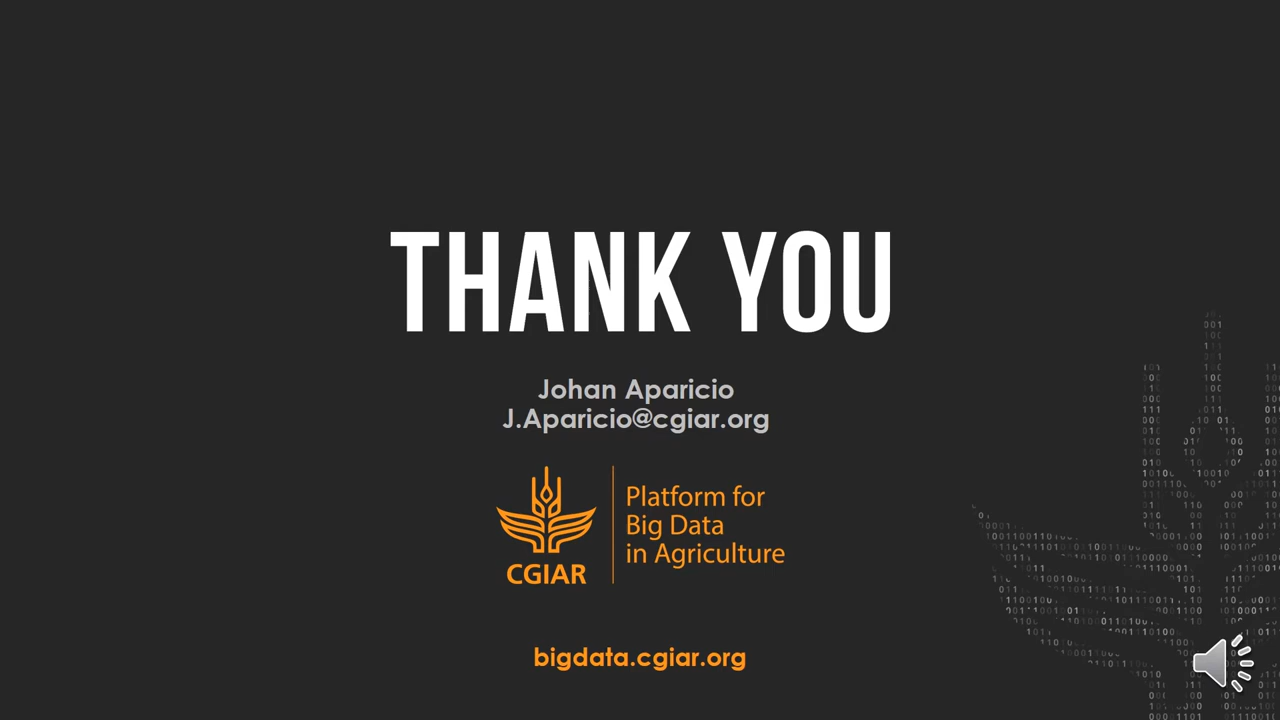 THANK YOU
Johan Aparicio
J.Aparicio@cgiar.org
Platform for
Big Data
in Agriculture
CGIAR
bigdata.cgiar.org